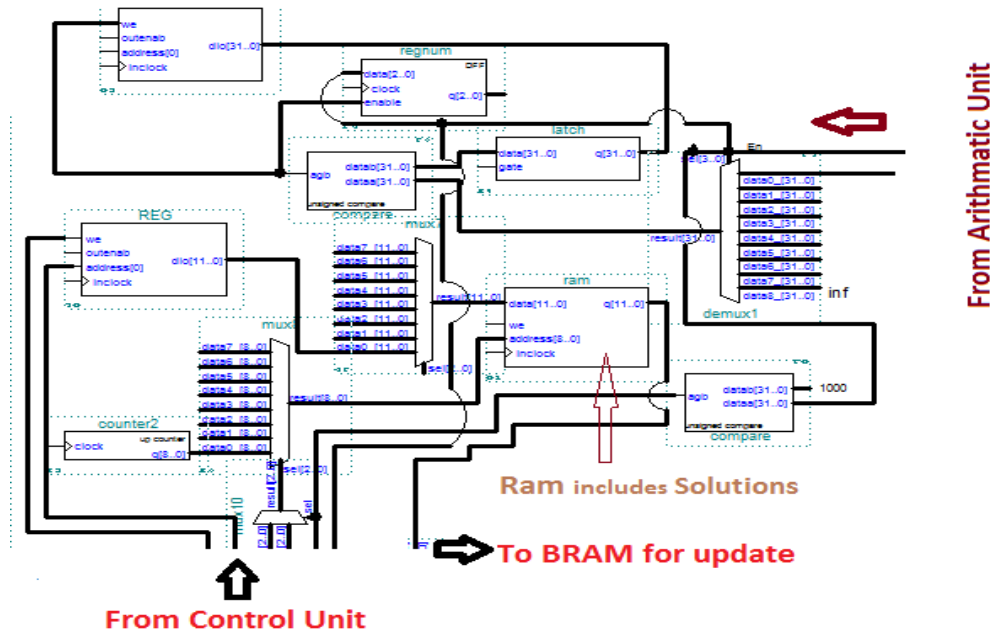 we
outenab
address[0]
inclock
dilo[31..0]
regnum
DFF
data[2..0]
clock
enable
q[2..0]
latch
data[31..0]
gate
q[31..0]
From Arithmatic Unit
En
sel[3..0]
data0_[31..0]
data1_[31..0]
data2_[31..0]
data3_[31..0]
data4_[31..0]
data5_[31..0]
data6_[31..0]
data7_[31..0]
data8_[31..0]
result[31..0]
inf
demux1
agb
datab[31..0]
dataa[31..0]
unsigned compare
compare
REG
we
outenab
address[0]
inclock
dilo[11..0]
data7_[11..0]
data6_[11..0]
data5_[11..0]
data4_[11..0]
data3_[11..0]
data2_[11..0]
data1_[11..0]
data0_[11..0]
result[11..0]
ram
data[11..0]
we
address[8..0]
inclock
q[11..0]
data7_[8..0]
data6_[8..0]
data5_[8..0]
data4_[8..0]
data3_[8..0]
data2_[8..0]
data1_[8..0]
data0_[8..0]
result[8..0]
sel[2..0]
counter2
up counter
clock
q[8..0]
agb
datab[31..0]
dataa[31..0]
unsigned compare
compare
1000
Ram includes Solutions
mux10
result[2..0]
sel
[2..0]
[2..0]
To BRAM for update
From Control Unit